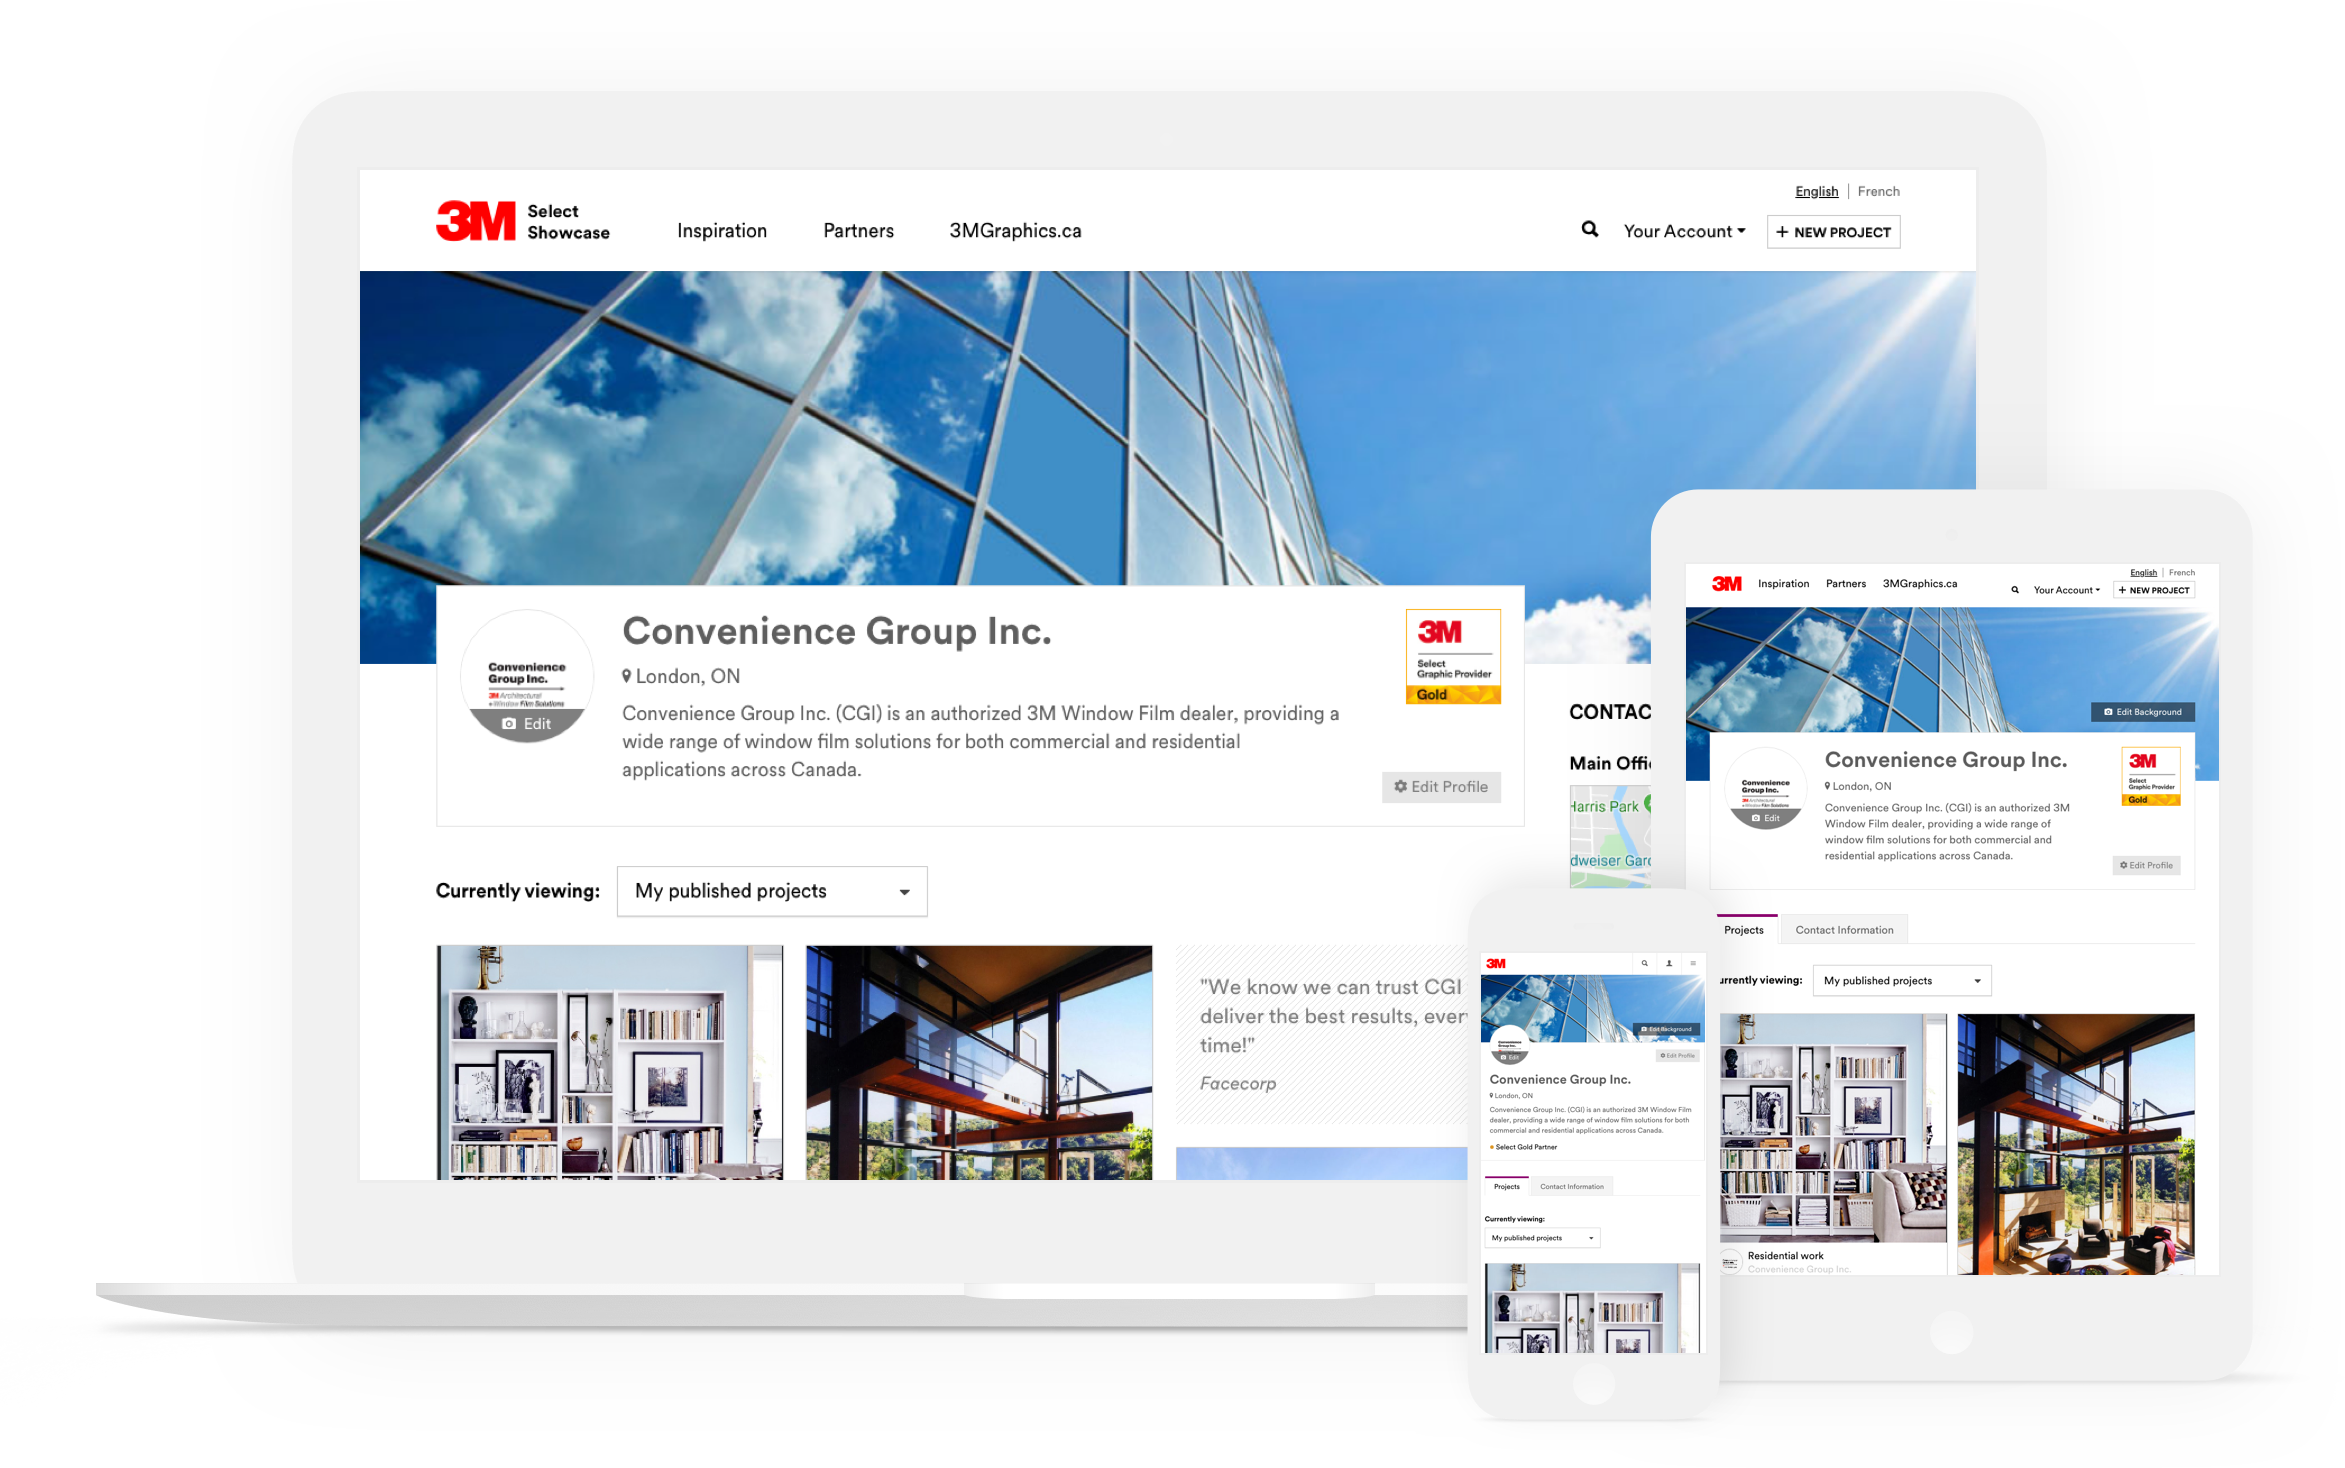 English | French
3M Select
Showcase
Inspiration Partners 3MGraphics.ca
Your Account
+ NEW PROJECT
Convenience
Group Inc.
3M Architectural
+Window Film Solutions
Edit
Convenience Group Inc.
London, ON
Convenience Group Inc. (CGI) is an authorized 3M Window Film dealer, providing a
wide range of window film solutions for both commercial and residential
applications across Canada.
3M
Select
Graphic Provider
Gold
Edit Profile
CONTAC
Main Offi
Harris Park
dweiser Gar
Currently viewing: My published projects
"We know we can trust CGI
deliver the best results, ever
time!"
Facecorp
English | French
3M Inspiration Partners 3MGraphics.ca
Your Account
+ NEW PROJECT
Edit Background
Convenience
Group Inc.
Edit
Convenience Group Inc.
London, ON
Convenience Group Inc. (CGI) is an authorized 3M
Window Film dealer, providing a wide range of
window film solutions for both commercial and
residential applications across Canada.
3M
Select
Graphic Provider
Gold
Edit Profile
Projects Contact Information
urrently viewing: My published projects
Residential work
Convenience Group Inc.
3M
Edit Background
Edit
Edit Profile
Convenience Group Inc.
London, ON
Convenience Group Inc. (CGI) is an authorized 3M Window Film
dealer, providing a wide range of window film solutions for both
commercial and residential applications across Canada.
Select Gold Partner
Projects Contact Information
Currently viewing:
My published projects